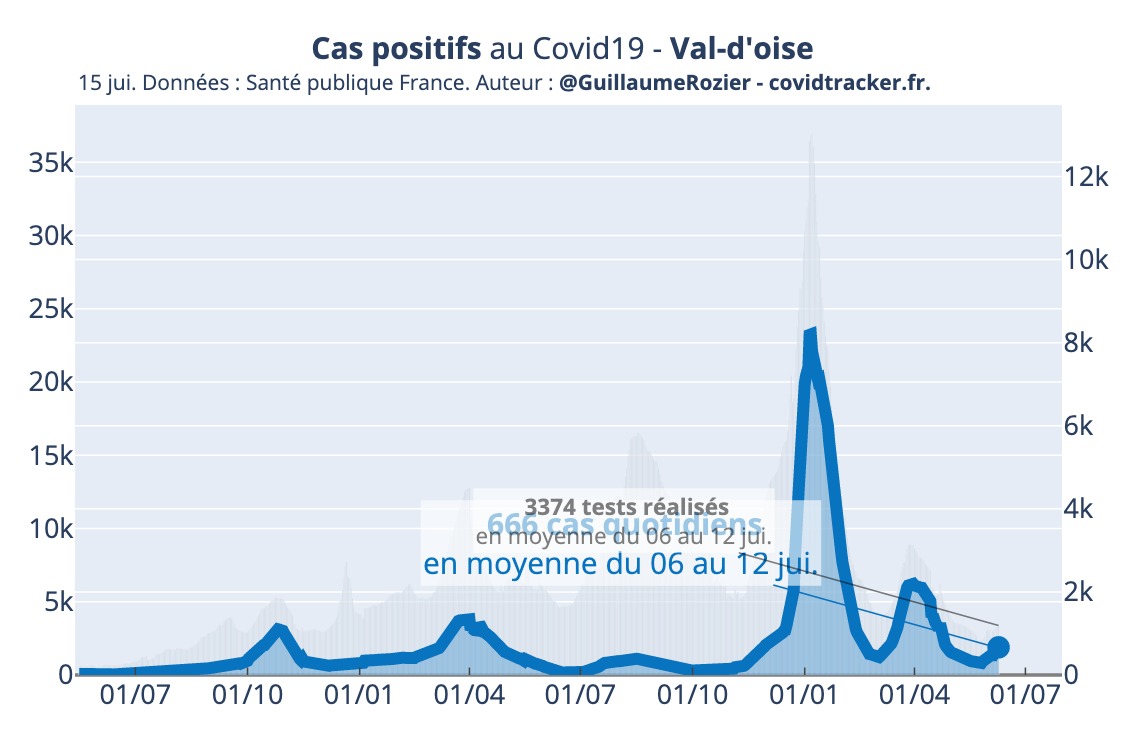 Cas positifs au Covid19 - Val-d'oise
15 jui. Données : Santé publique France. Auteur : @GuillaumeRozier - covidtracker.fr.
35k
30k
25k
20k
15k
10k
5k
0
12k
10k
8k
6k
4k
2k
0
3374 tests réalisés
en moyenne du 06 au 12 jui.
666 cas quotidiens
en moyenne du 06 au 12 jui.
01/07 01/10 01/01 01/04 01/07 01/10 01/01 01/04 01/07